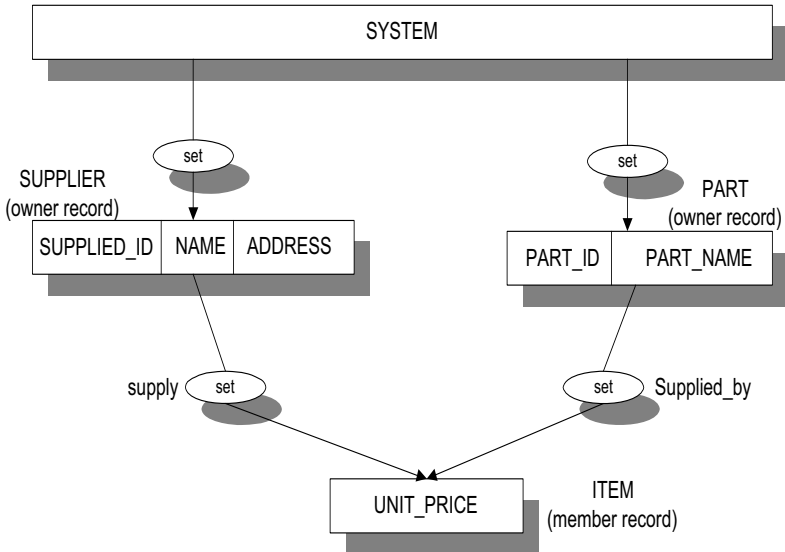 SYSTEM
set
set
SUPPLIER
(owner record)
PART
(owner record)
SUPPLIED_ID
NAME
ADDRESS
PART_ID
PART_NAME
supply
set
set
Supplied_by
UNIT_PRICE
ITEM
(member record)